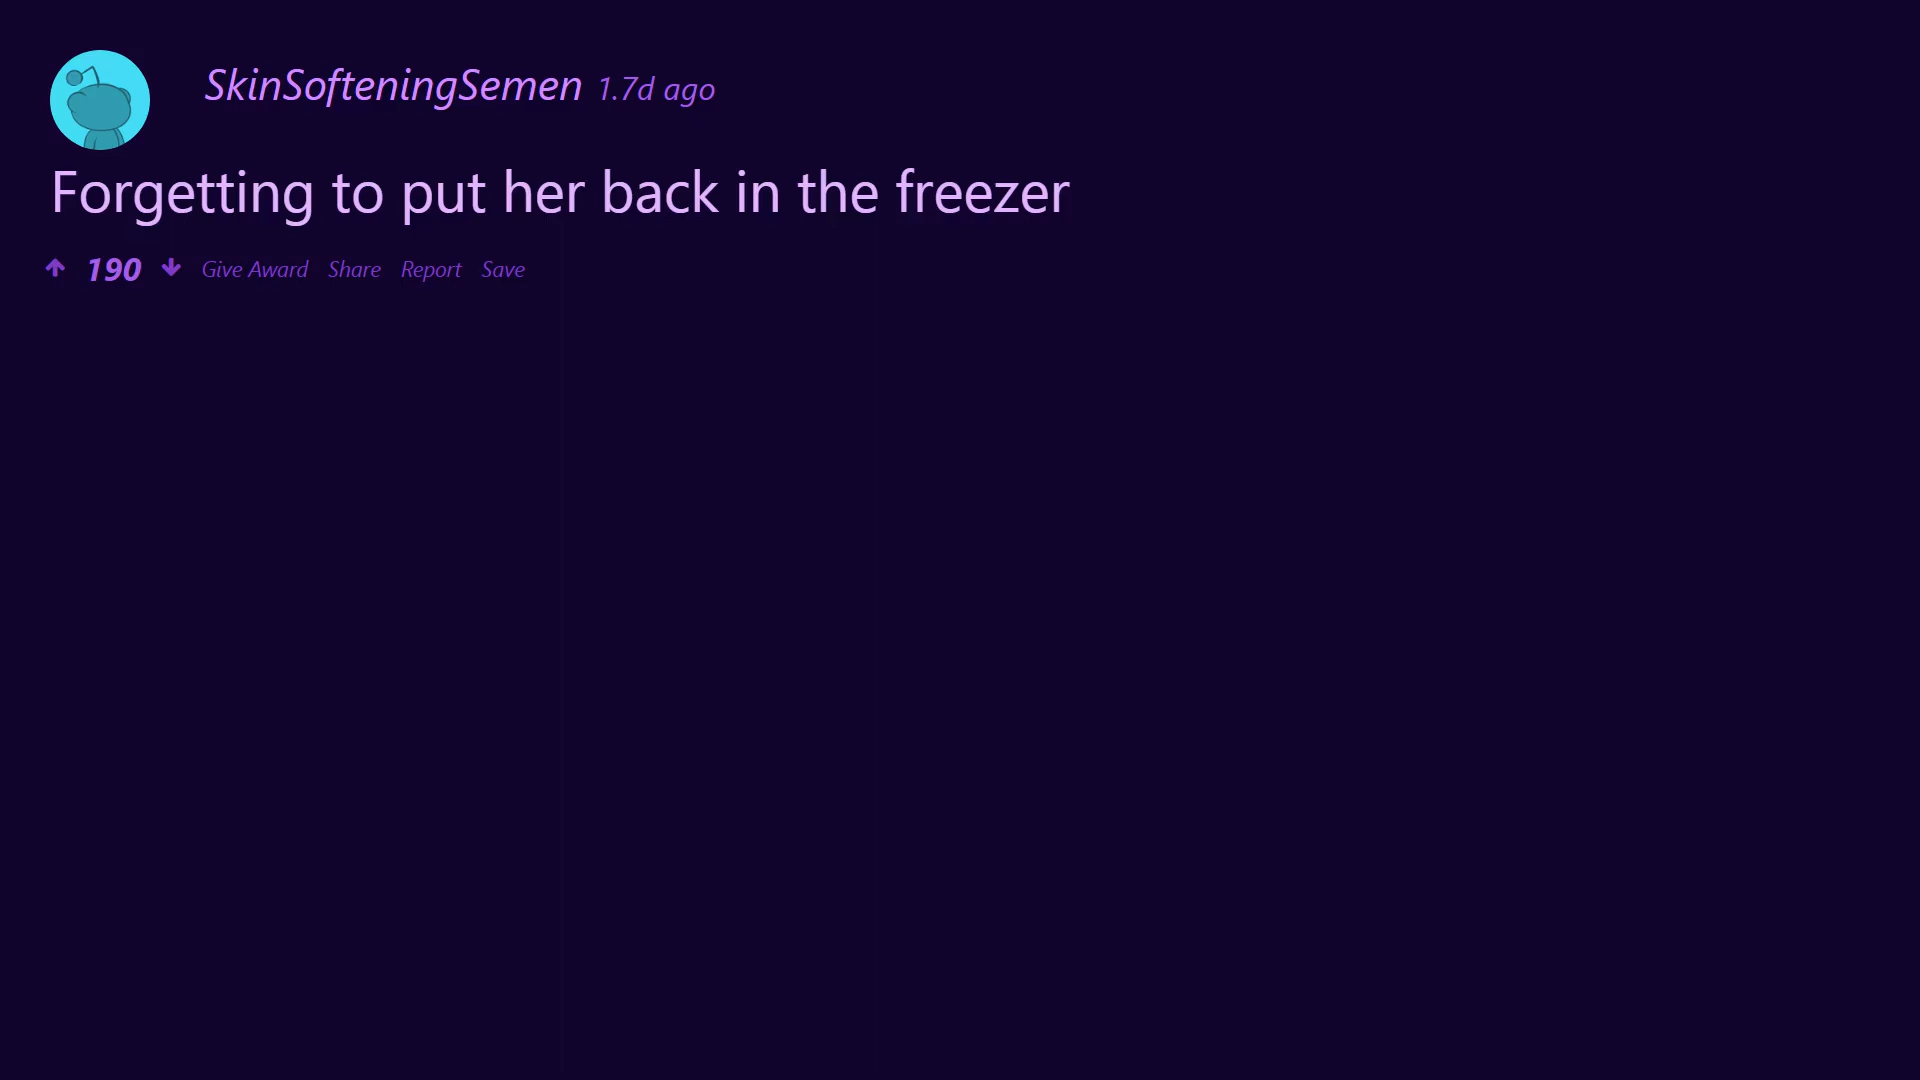 SkinSofteningSemen 1.7d ago
Forgetting to put her back in the freezer
190 Give Award Share Report Save